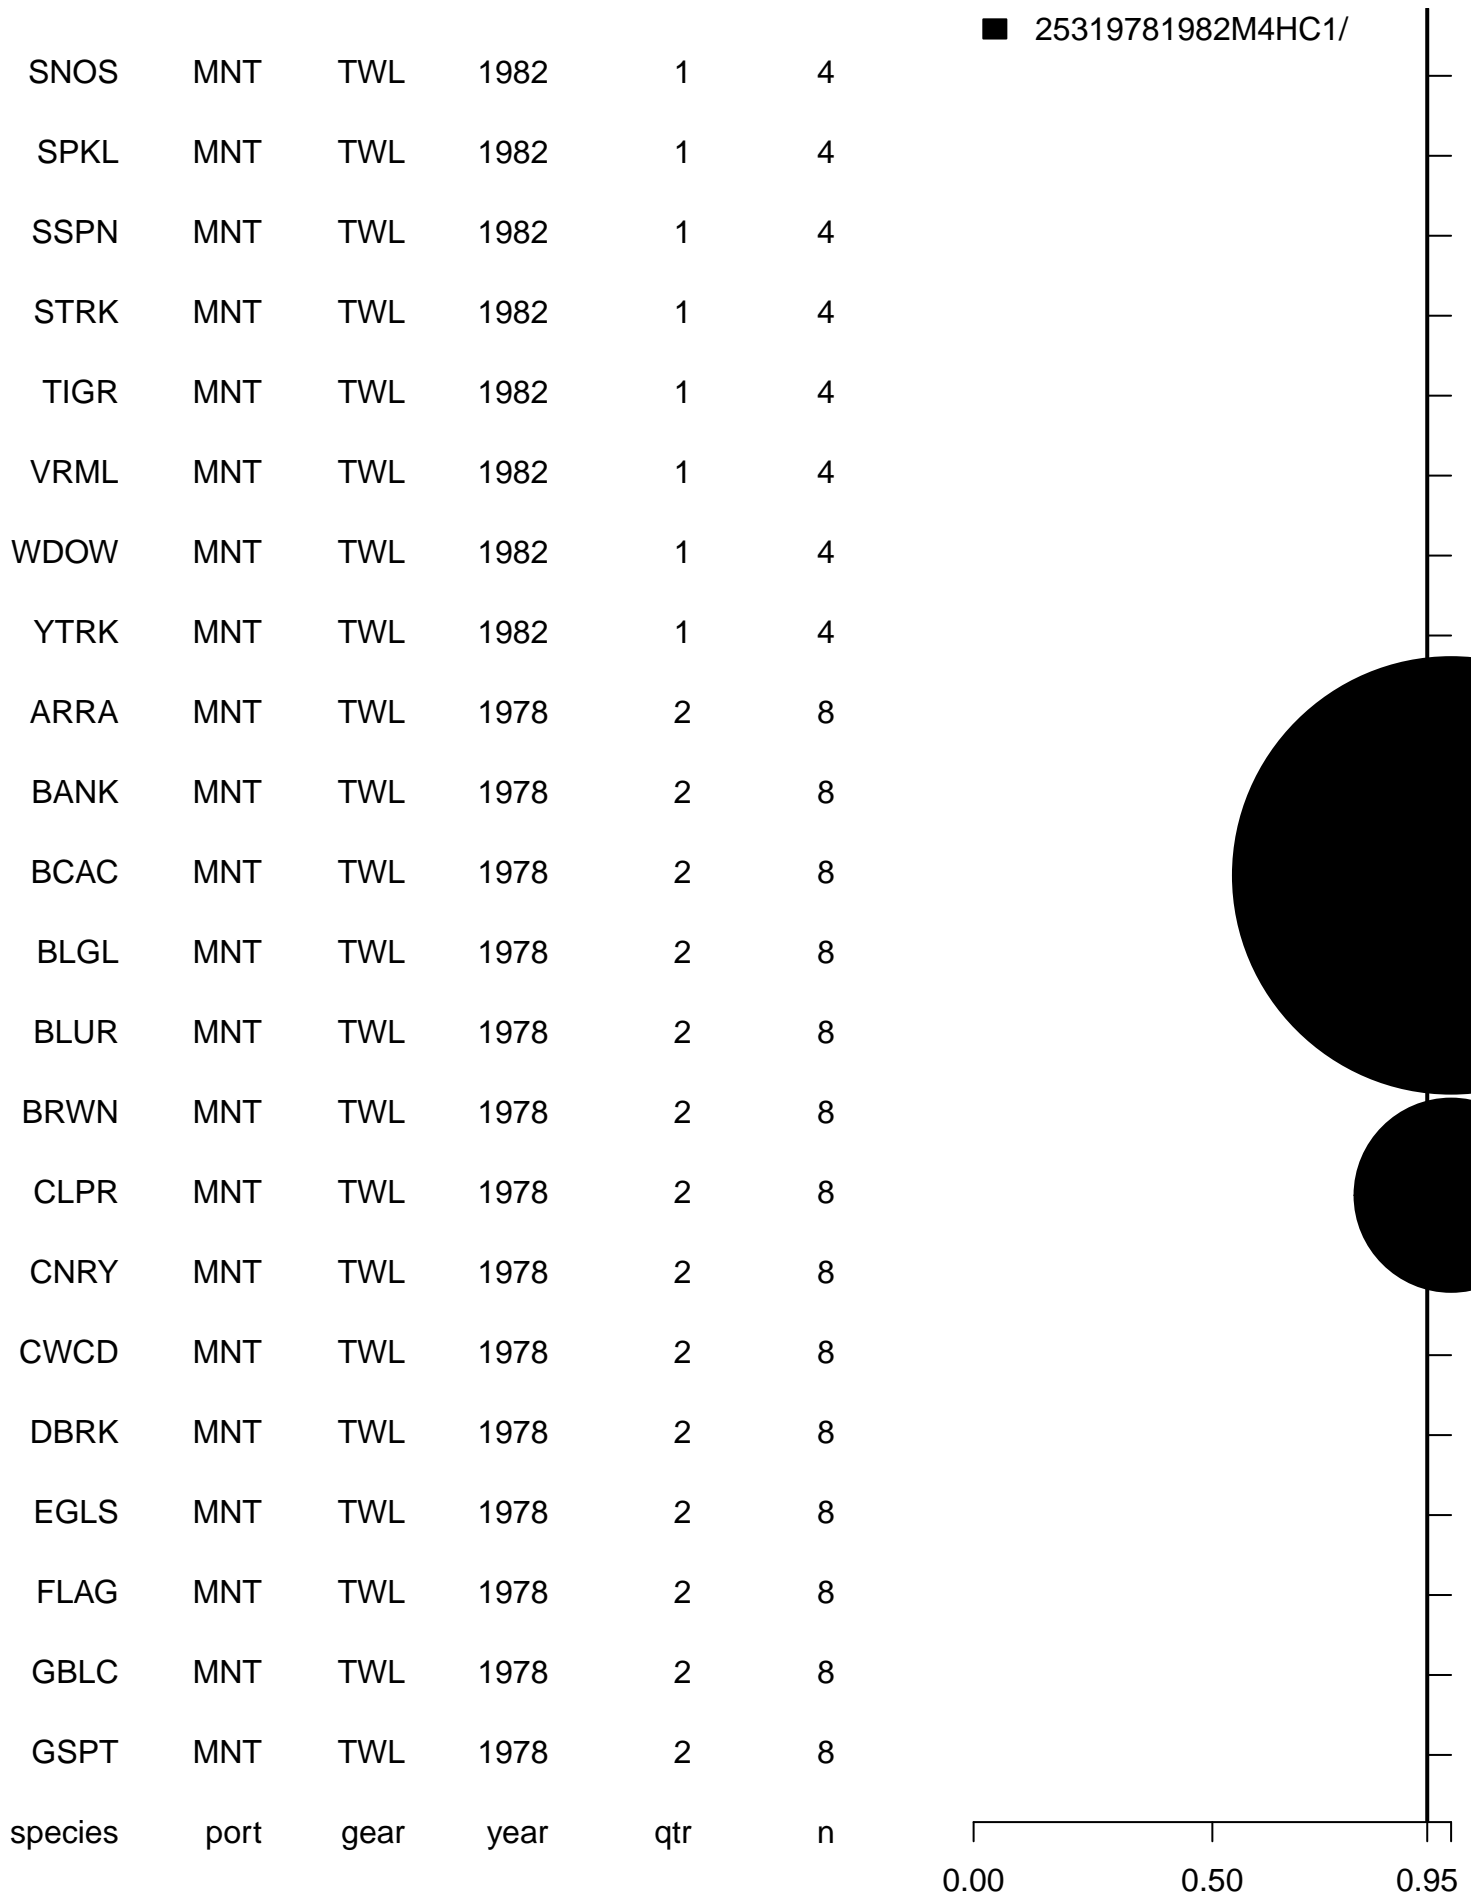 25319781982M4HC1/
SNOS MNT TWL 1982 1 4
SPKL MNT TWL 1982 1 4
SSPN MNT TWL 1982 1 4
STRK MNT TWL 1982 1 4
TIGR MNT TWL 1982 1 4
VRML MNT TWL 1982 1 4
WDOW MNT TWL 1982 1 4
YTRK MNT TWL 1982 1 4
ARRA MNT TWL 1978 2 8
BANK MNT TWL 1978 2 8
BCAC MNT TWL 1978 2 8
BLGL MNT TWL 1978 2 8
BLUR MNT TWL 1978 2 8
BRWN MNT TWL 1978 2 8
CLPR MNT TWL 1978 2 8
CNRY MNT TWL 1978 2 8
CWCD MNT TWL 1978 2 8
DBRK MNT TWL 1978 2 8
EGLS MNT TWL 1978 2 8
FLAG MNT TWL 1978 2 8
GBLC MNT TWL 1978 2 8
GSPT MNT TWL 1978 2 8
species port gear year qtr n
0.00 0.50 0.95